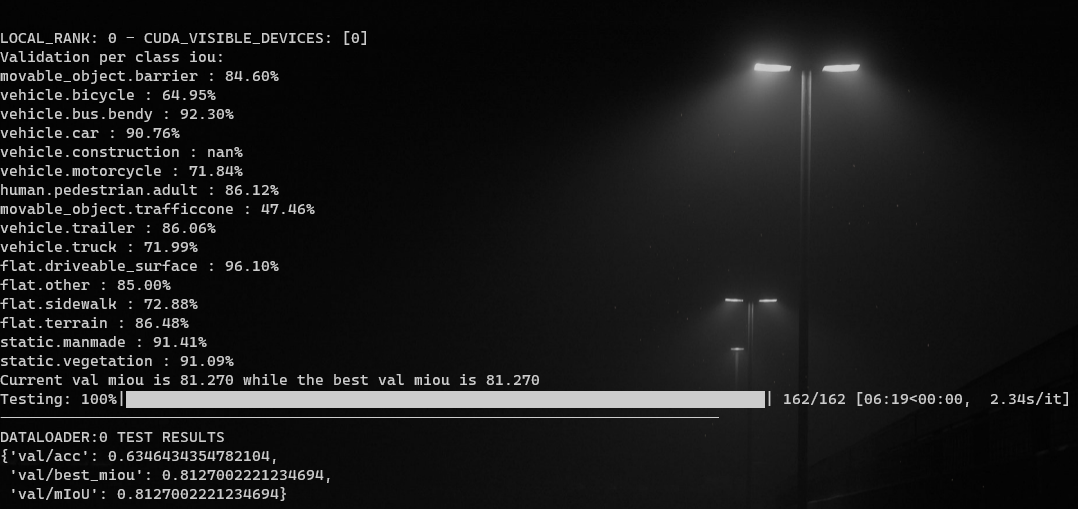 LOCAL_RANK: 0 - CUDA_VISIBLE_DEVICES: [0]
Validation per class iou:
movable_object.barrier : 84.60%
vehicle.bicycle : 64.95%
vehicle.bus.bendy : 92.30%
vehicle.car : 90.76%
vehicle.construction : nan%
vehicle.motorcycle : 71.84%
human.pedestrian.adult : 86.12%
movable_object.trafficcone : 47.46%
vehicle.trailer : 86.06%
vehicle.truck : 71.99%
flat.driveable_surface : 96.10%
flat.other : 85.00%
flat.sidewalk : 72.88%
flat.terrain : 86.48%
static.manmade : 91.41%
static.vegetation : 91.09%
Current val miou is 81.270 while the best val miou is 81.270
Testing: 100%|██████████| 162/162 [06:19<00:00,  2.34s/it]
DATALOADER:0 TEST RESULTS
{'val/acc': 0.6346434354782104,
 'val/best_miou': 0.8127002221234694,
 'val/mIoU': 0.8127002221234694}